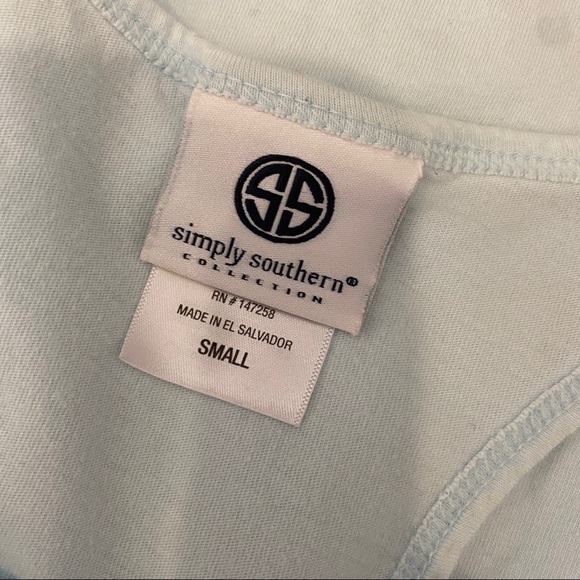 SS
simply southern®
COLLECTION
RN # 147258
MADE IN EL SALVADOR
SMALL